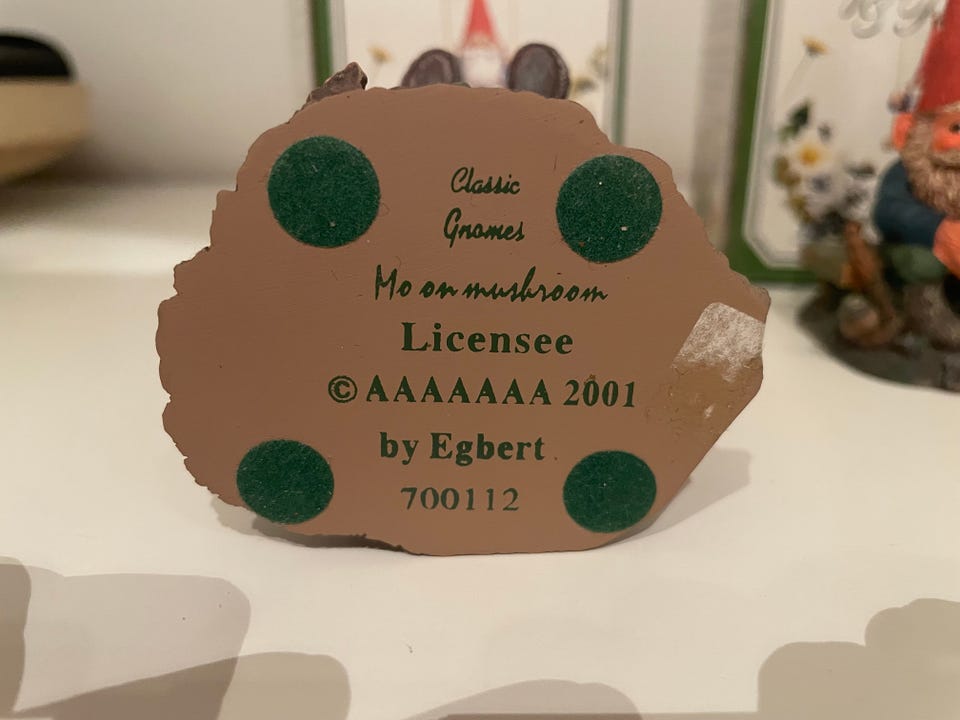 Classic
Gnomes
Mo on mushroom
Licensee
© AAAAAAA 2001
by Egbert
700112